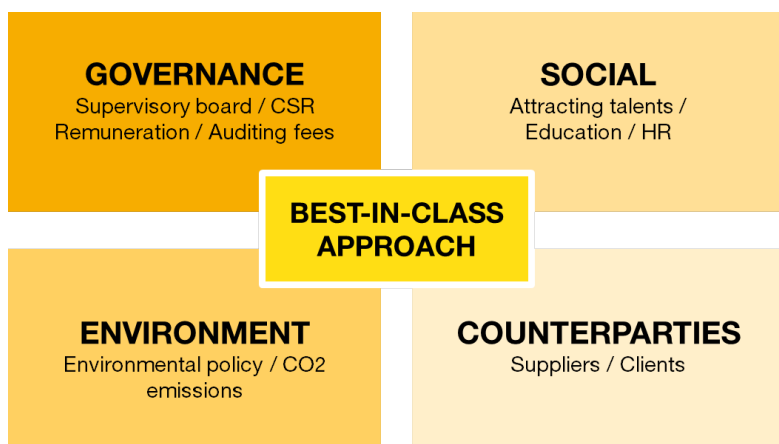 GOVERNANCE
Supervisory board / CSR
Remuneration / Auditing fees
SOCIAL
Attracting talents /
Education / HR
BEST-IN-CLASS
APPROACH
ENVIRONMENT
Environmental policy / CO2
emissions
COUNTERPARTIES
Suppliers / Clients